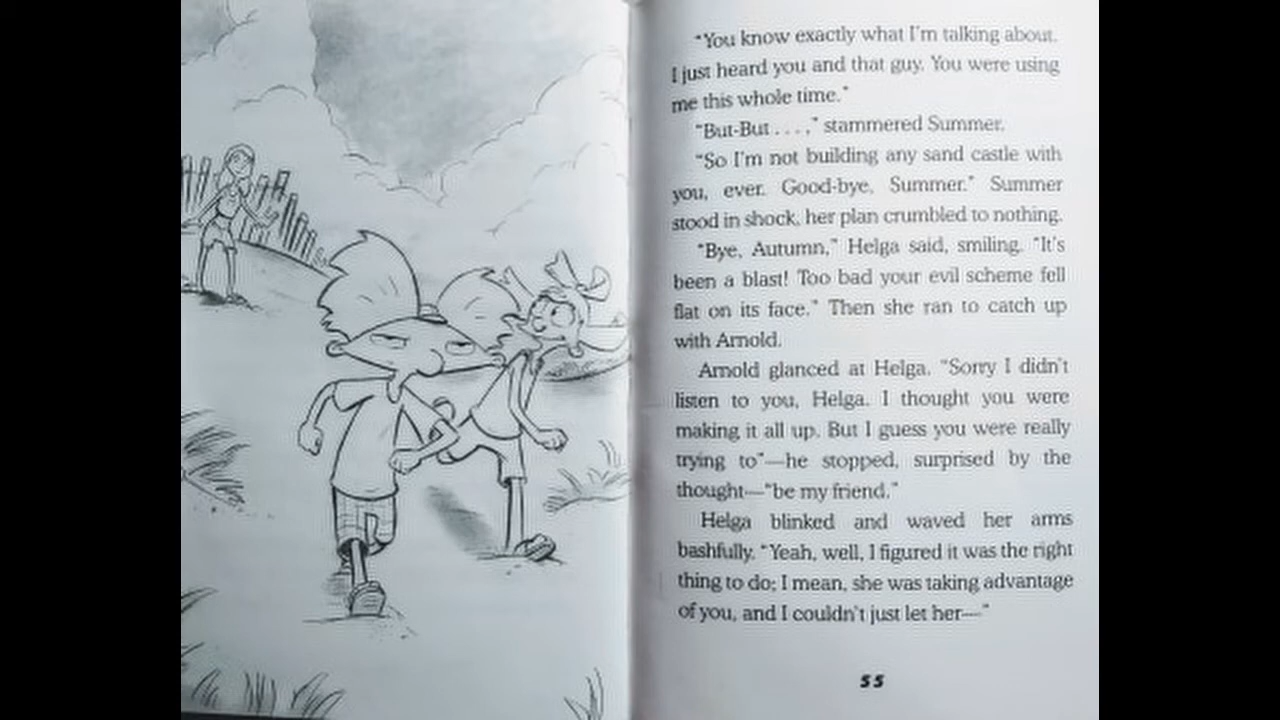 "You know exactly what I'm talking about.
I just heard you and that guy. You were using
me this whole time."
"But-But . . . ," stammered Summer.
"So I'm not building any sand castle with
you, ever. Good-bye, Summer." Summer
stood in shock, her plan crumbled to nothing.
"Bye, Autumn," Helga said, smiling. "It's
been a blast! Too bad your evil scheme fell
flat on its face." Then she ran to catch up
with Arnold.
Arnold glanced at Helga. "Sorry I didn't
listen to you, Helga. I thought you were
making it all up. But I guess you were really
trying to"—he stopped, surprised by the
thought—"be my friend."
Helga blinked and waved her arms
bashfully. "Yeah, well, I figured it was the right
thing to do; I mean, she was taking advantage
of you, and I couldn't just let her—"
55